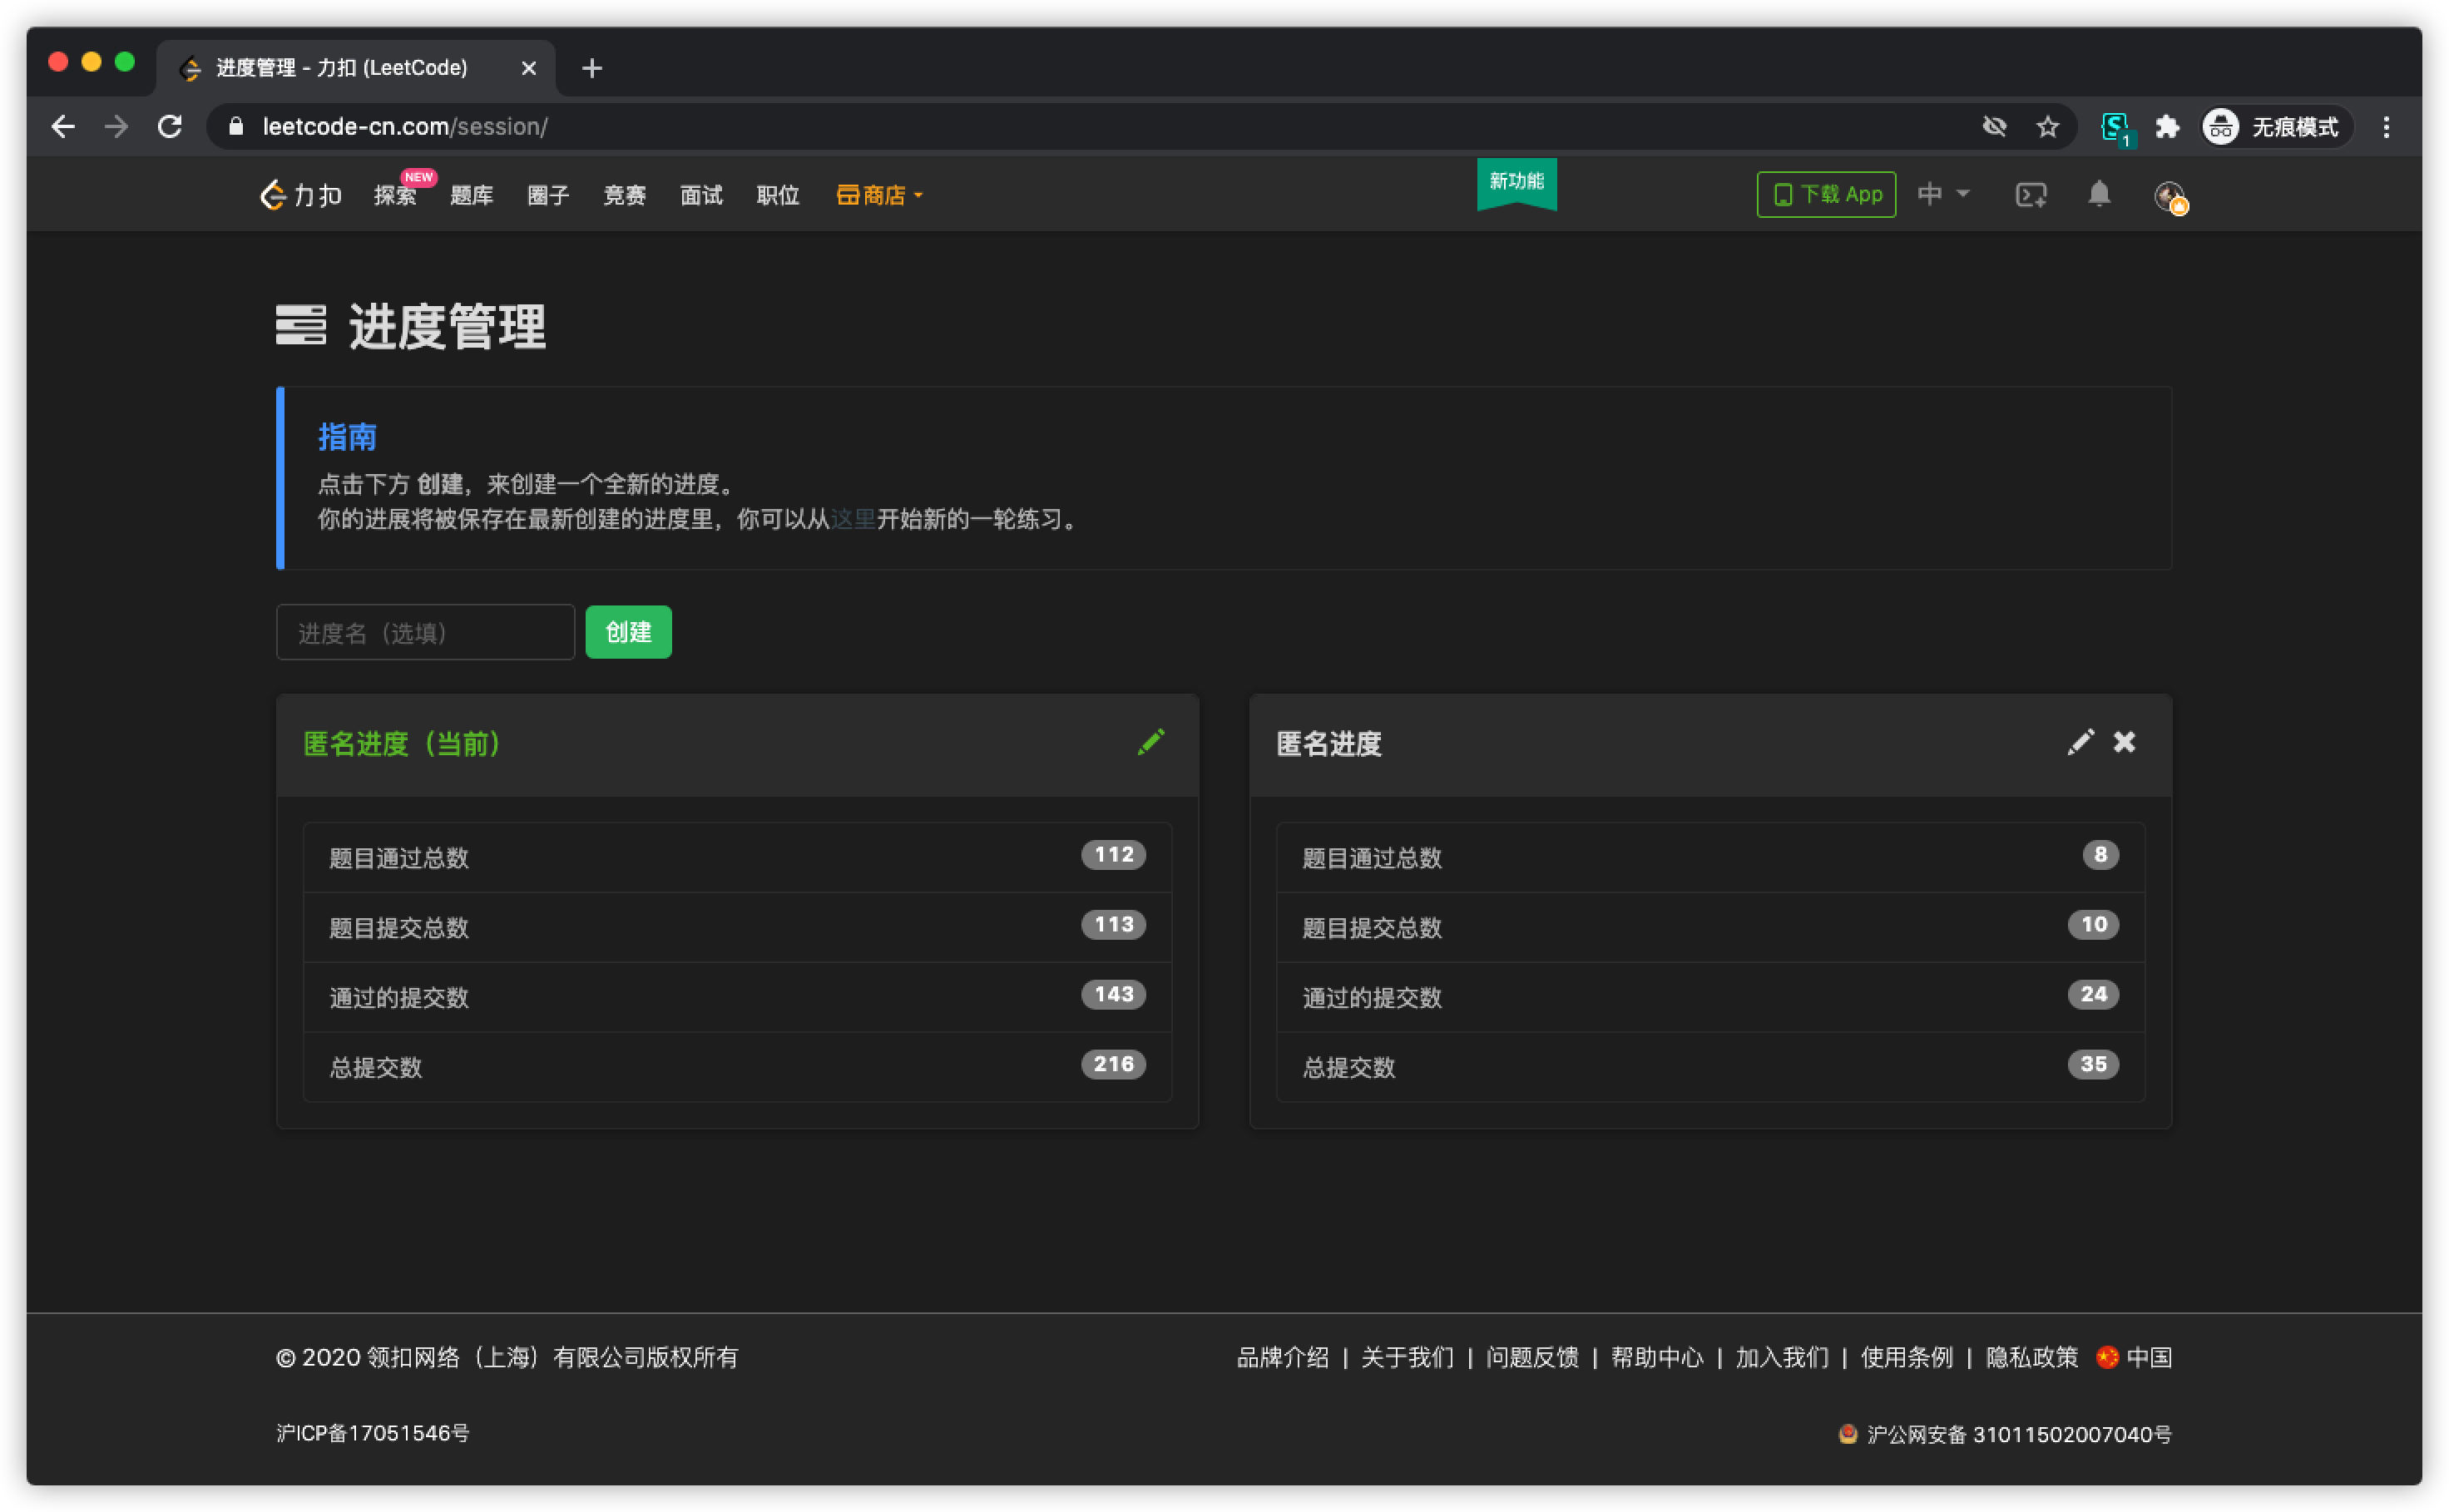 进度管理 - 力扣 (LeetCode)
leetcode-cn.com/session/
1
无痕模式
力扣
探索
NEW
题库
圈子
竞赛
面试
职位
商店
新功能
下载 App
中
进度管理
指南
点击下方 创建，来创建一个全新的进度。
你的进展将被保存在最新创建的进度里，你可以从这里开始新的一轮练习。
进度名（选填）
创建
匿名进度（当前）
题目通过总数 112
题目提交总数 113
通过的提交数 143
总提交数 216
匿名进度
题目通过总数 8
题目提交总数 10
通过的提交数 24
总提交数 35
© 2020 领扣网络（上海）有限公司版权所有
品牌介绍 | 关于我们 | 问题反馈 | 帮助中心 | 加入我们 | 使用条例 | 隐私政策 中国
沪ICP备17051546号
沪公网安备 31011502007040号